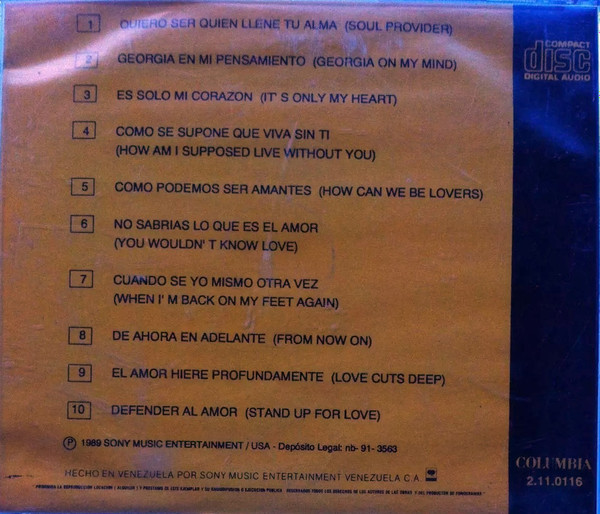 1 QUIERO SER QUIEN LLENE TU ALMA (SOUL PROVIDER)
2 GEORGIA EN MI PENSAMIENTO (GEORGIA ON MY MIND)
3 ES SOLO MI CORAZON (IT'S ONLY MY HEART)
4 COMO SE SUPONE QUE VIVA SIN TI
(HOW AM I SUPPOSED LIVE WITHOUT YOU)
5 COMO PODEMOS SER AMANTES (HOW CAN WE BE LOVERS)
6 NO SABRIAS LO QUE ES EL AMOR
(YOU WOULDN'T KNOW LOVE)
7 CUANDO SE YO MISMO OTRA VEZ
(WHEN I'M BACK ON MY FEET AGAIN)
8 DE AHORA EN ADELANTE (FROM NOW ON)
9 EL AMOR HIERE PROFUNDAMENTE (LOVE CUTS DEEP)
10 DEFENDER AL AMOR (STAND UP FOR LOVE)
℗ 1989 SONY MUSIC ENTERTAINMENT / USA - Depósito Legal: nb- 91- 3563
HECHO EN VENEZUELA POR SONY MUSIC ENTERTAINMENT VENEZUELA C.A.
COMPACT
disc
DIGITAL AUDIO
COLUMBIA
2.11.0116